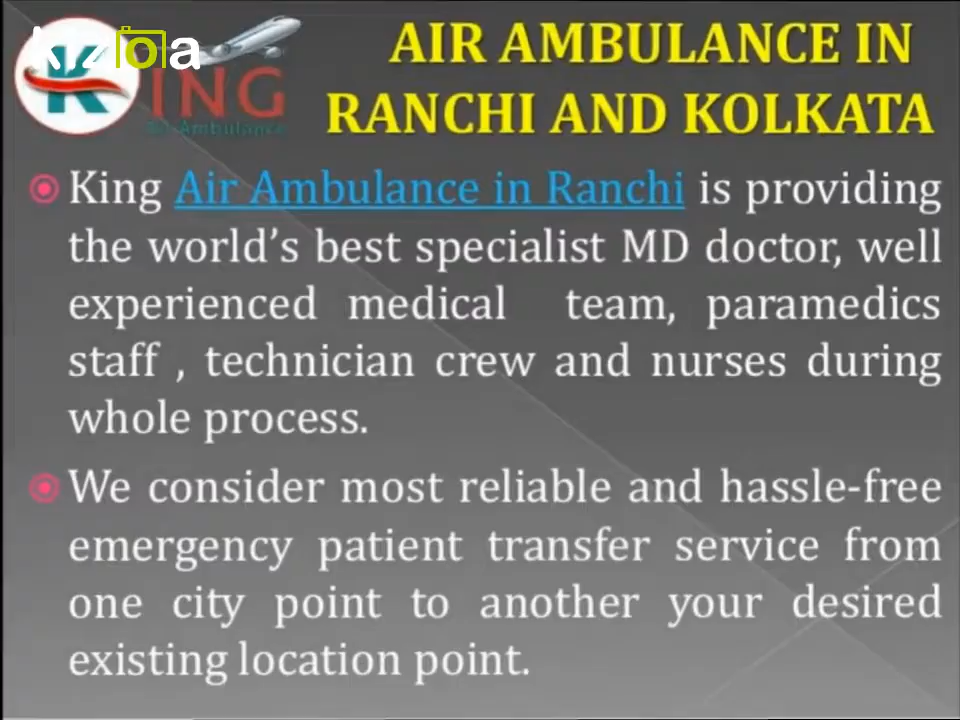 kizoa
KING
Air Ambulance
AIR AMBULANCE IN
RANCHI AND KOLKATA
King Air Ambulance in Ranchi is providing
the world’s best specialist MD doctor, well
experienced medical team, paramedics
staff , technician crew and nurses during
whole process.
We consider most reliable and hassle-free
emergency patient transfer service from
one city point to another your desired
existing location point.